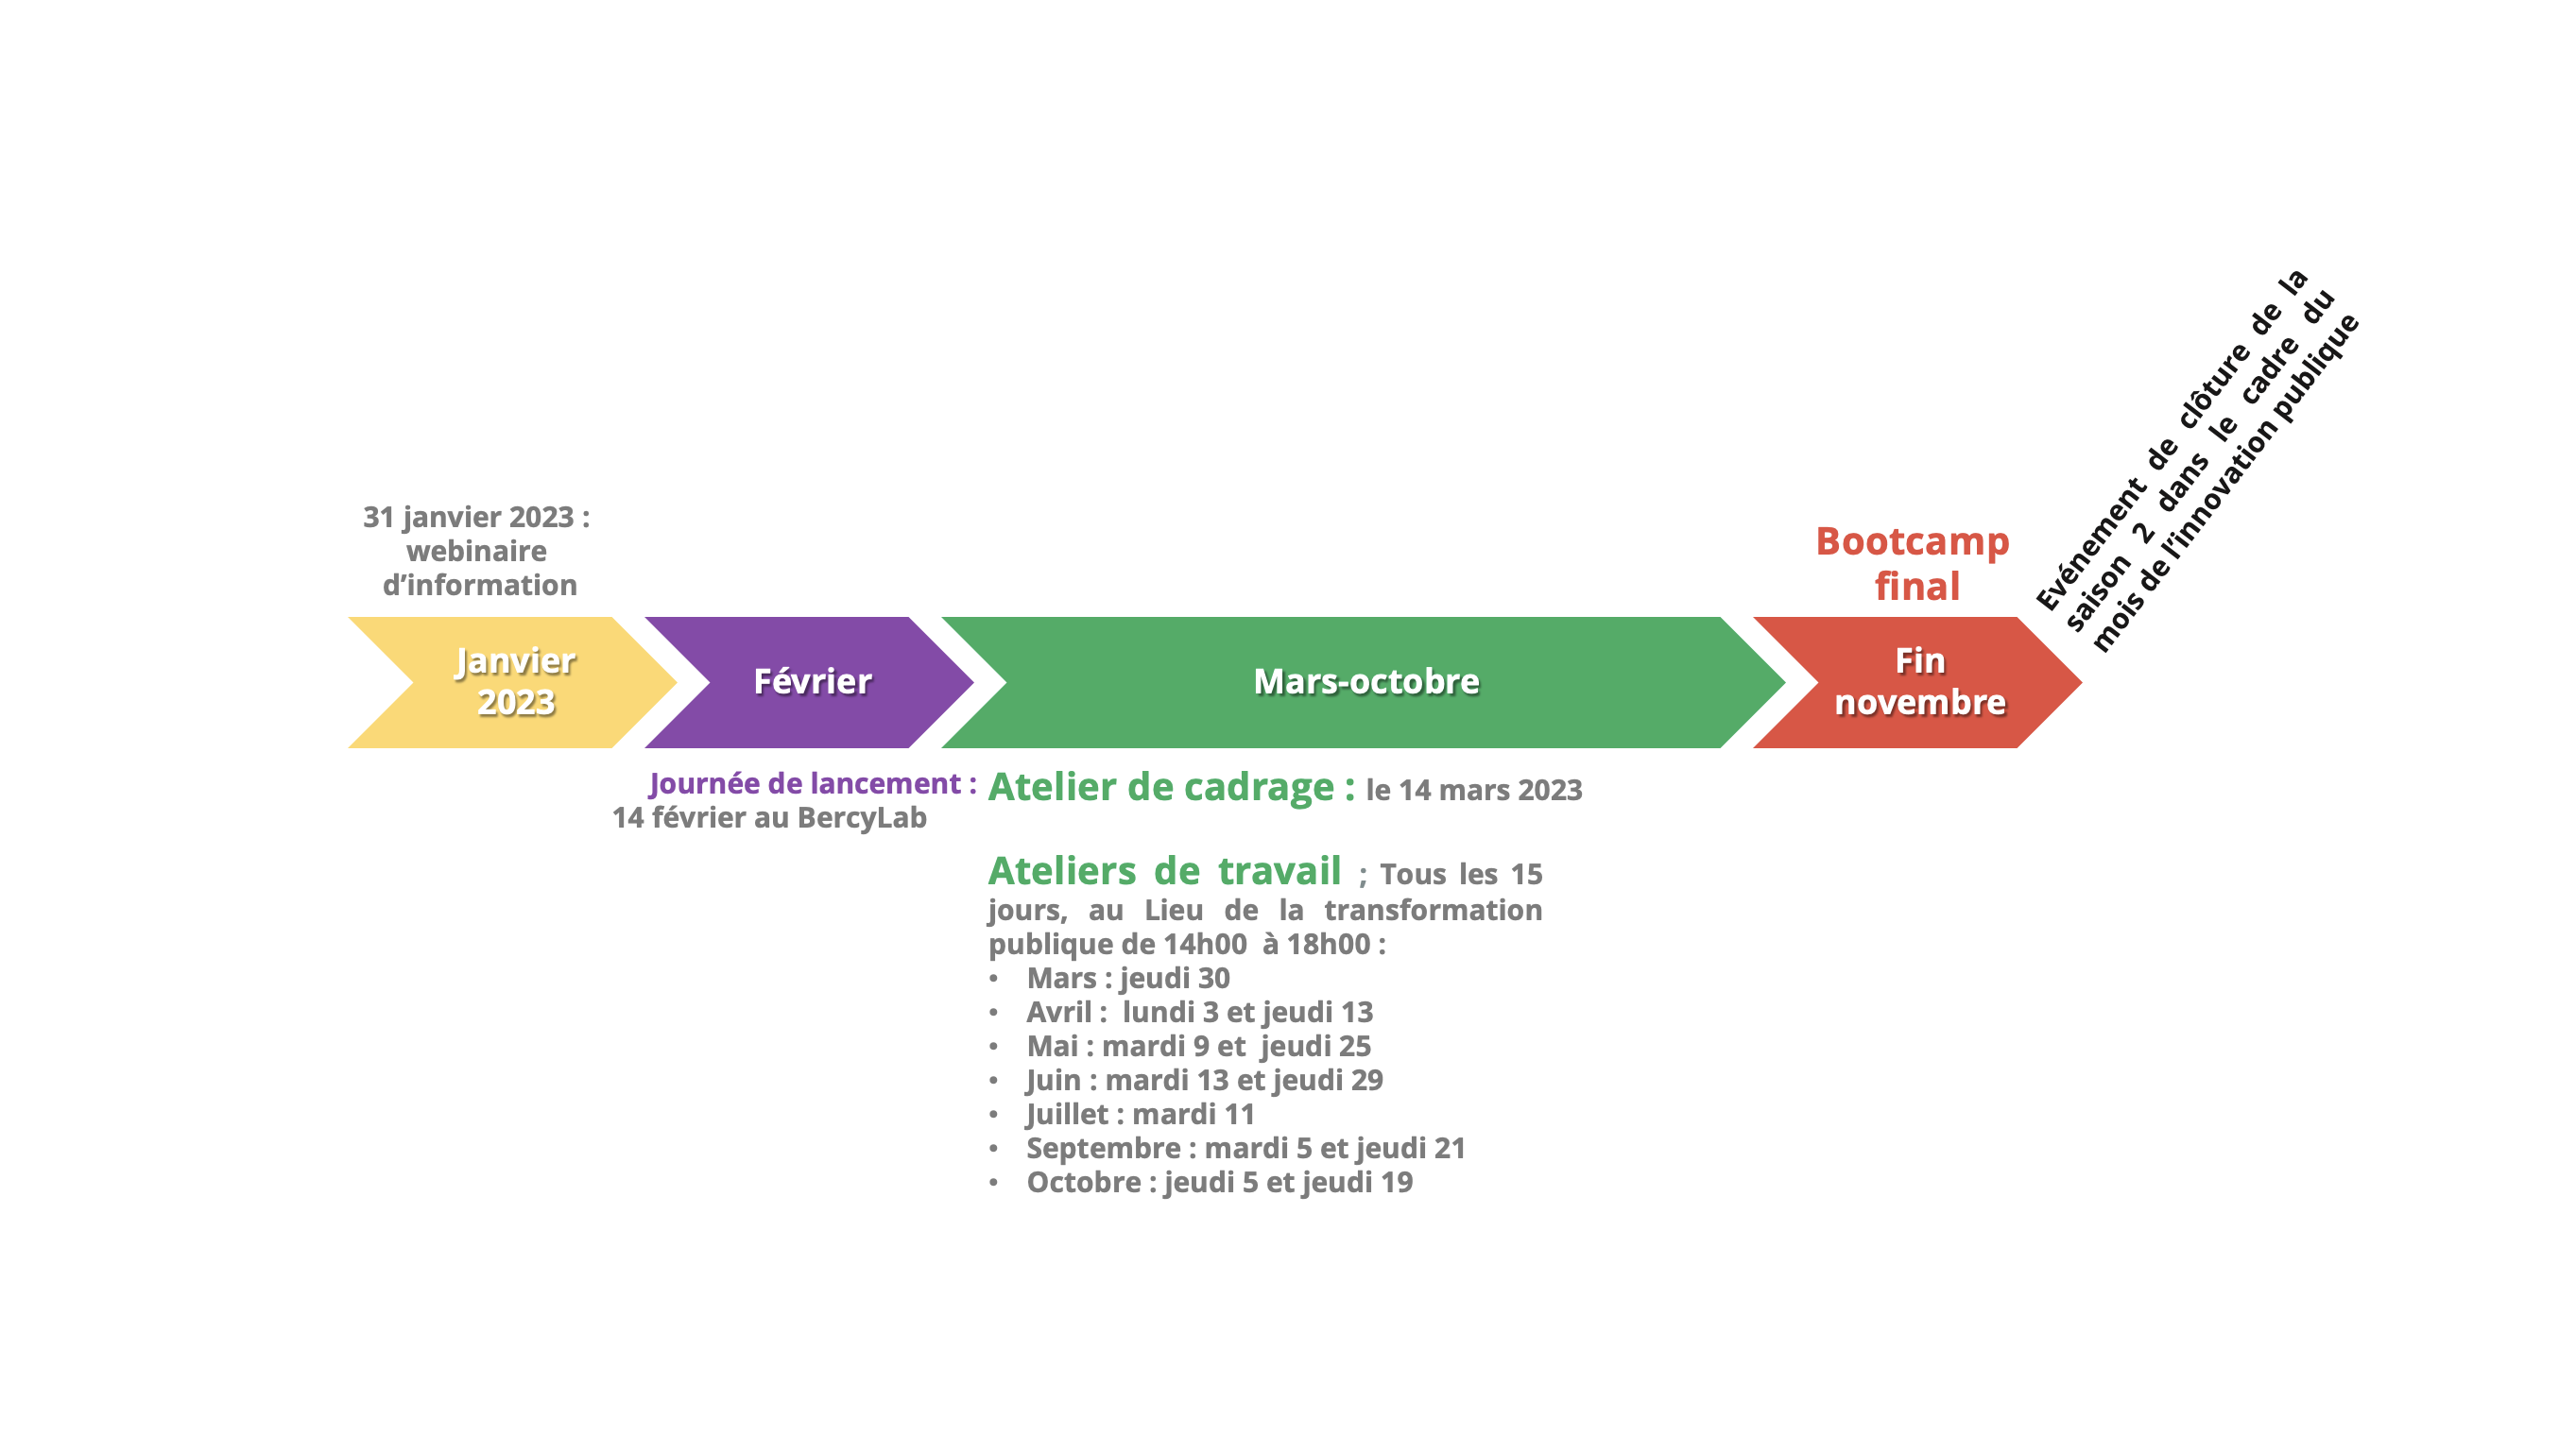 31 janvier 2023 :
webinaire
d’information
Janvier
2023
Février
Journée de lancement :
14 février au BercyLab
Mars-octobre
Atelier de cadrage : le 14 mars 2023
Ateliers de travail ; Tous les 15
jours, au Lieu de la transformation
publique de 14h00  à 18h00 :
• Mars : jeudi 30
• Avril :  lundi 3 et jeudi 13
• Mai : mardi 9 et  jeudi 25
• Juin : mardi 13 et jeudi 29
• Juillet : mardi 11
• Septembre : mardi 5 et jeudi 21
• Octobre : jeudi 5 et jeudi 19
Bootcamp
final
Fin
novembre
Evénement de clôture de la
saison 2 dans le cadre du
mois de l’innovation publique